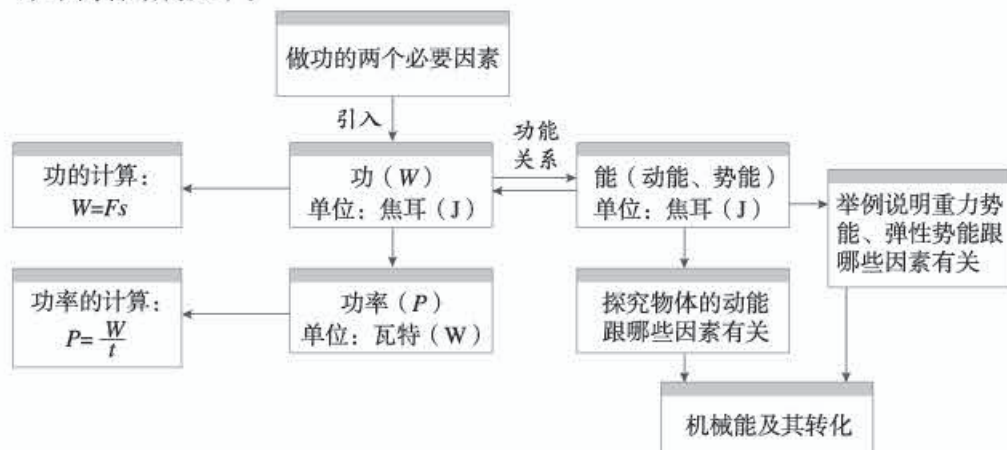 做功的两个必要因素
引入
功能
关系
功的计算：
W=Fs
功（W）
单位：焦耳（J）
能（动能、势能）
单位：焦耳（J）
举例说明重力势
能、弹性势能跟
哪些因素有关
功率的计算：
P=W/t
功率（P）
单位：瓦特（W）
探究物体的动能
跟哪些因素有关
机械能及其转化